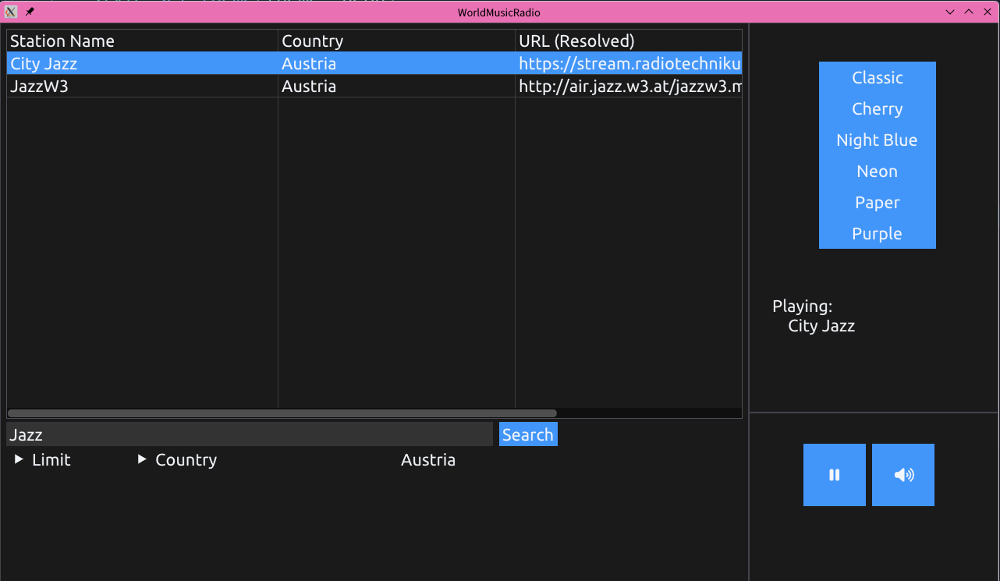 WorldMusicRadio
Station Name Country URL (Resolved)
City Jazz Austria https://stream.radiotechniku
JazzW3 Austria http://air.jazz.w3.at/jazzw3.m
Jazz Search
Limit Country Austria
Classic
Cherry
Night Blue
Neon
Paper
Purple
Playing:
City Jazz